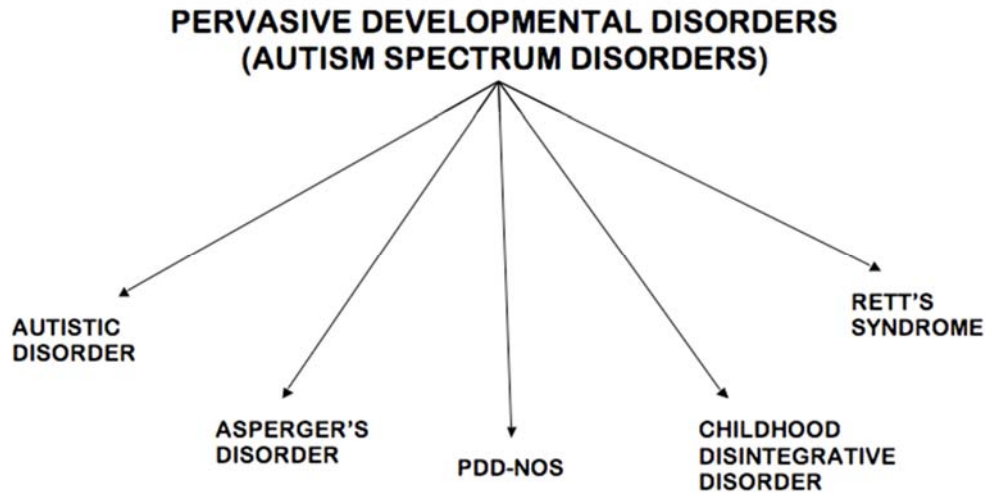 PERVASIVE DEVELOPMENTAL DISORDERS
(AUTISM SPECTRUM DISORDERS)
AUTISTIC
DISORDER
ASPERGER’S
DISORDER
PDD-NOS
CHILDHOOD
DISINTEGRATIVE
DISORDER
RETT’S
SYNDROME